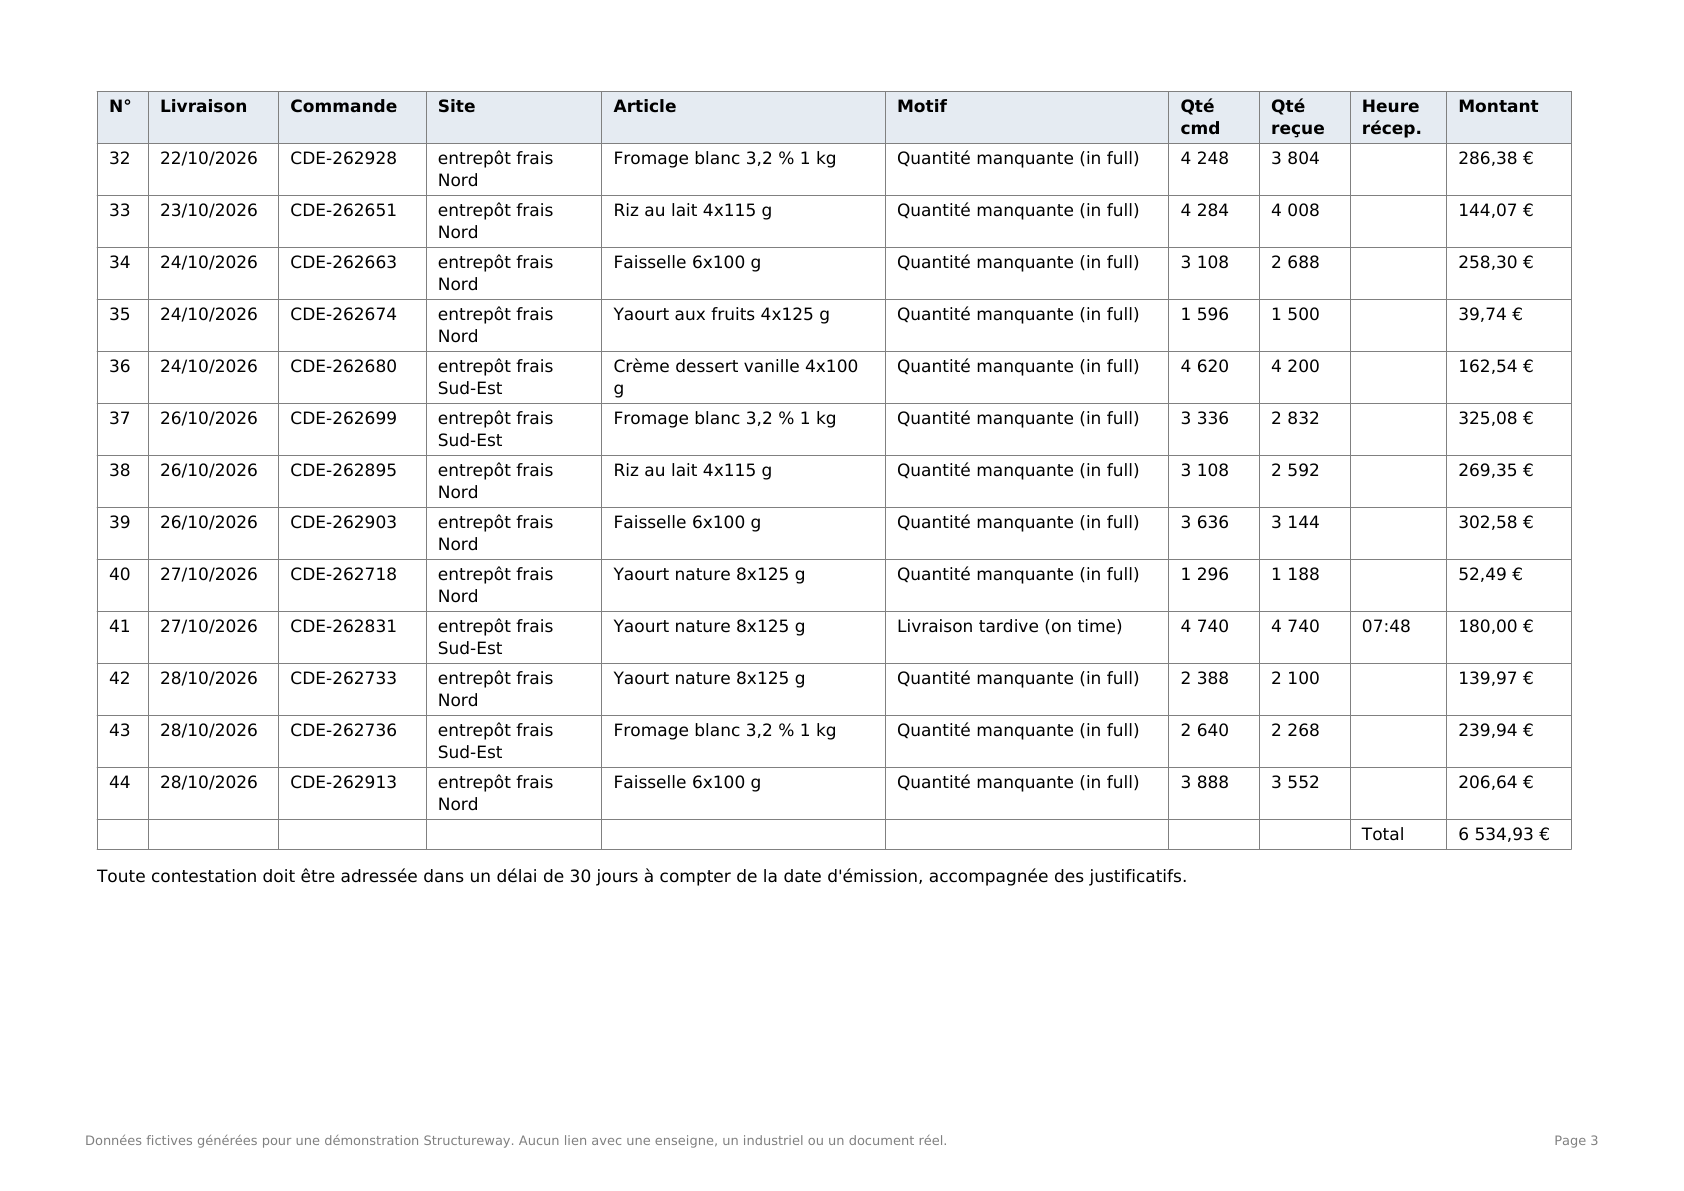 N° Livraison Commande Site Article Motif Qté cmd Qté reçue Heure récep. Montant
32 22/10/2026 CDE-262928 entrepôt frais Nord Fromage blanc 3,2 % 1 kg Quantité manquante (in full) 4 248 3 804 286,38 €
33 23/10/2026 CDE-262651 entrepôt frais Nord Riz au lait 4x115 g Quantité manquante (in full) 4 284 4 008 144,07 €
34 24/10/2026 CDE-262663 entrepôt frais Nord Faisselle 6x100 g Quantité manquante (in full) 3 108 2 688 258,30 €
35 24/10/2026 CDE-262674 entrepôt frais Nord Yaourt aux fruits 4x125 g Quantité manquante (in full) 1 596 1 500 39,74 €
36 24/10/2026 CDE-262680 entrepôt frais Sud-Est Crème dessert vanille 4x100 g Quantité manquante (in full) 4 620 4 200 162,54 €
37 26/10/2026 CDE-262699 entrepôt frais Sud-Est Fromage blanc 3,2 % 1 kg Quantité manquante (in full) 3 336 2 832 325,08 €
38 26/10/2026 CDE-262895 entrepôt frais Nord Riz au lait 4x115 g Quantité manquante (in full) 3 108 2 592 269,35 €
39 26/10/2026 CDE-262903 entrepôt frais Nord Faisselle 6x100 g Quantité manquante (in full) 3 636 3 144 302,58 €
40 27/10/2026 CDE-262718 entrepôt frais Nord Yaourt nature 8x125 g Quantité manquante (in full) 1 296 1 188 52,49 €
41 27/10/2026 CDE-262831 entrepôt frais Sud-Est Yaourt nature 8x125 g Livraison tardive (on time) 4 740 4 740 07:48 180,00 €
42 28/10/2026 CDE-262733 entrepôt frais Nord Yaourt nature 8x125 g Quantité manquante (in full) 2 388 2 100 139,97 €
43 28/10/2026 CDE-262736 entrepôt frais Sud-Est Fromage blanc 3,2 % 1 kg Quantité manquante (in full) 2 640 2 268 239,94 €
44 28/10/2026 CDE-262913 entrepôt frais Nord Faisselle 6x100 g Quantité manquante (in full) 3 888 3 552 206,64 €
Total 6 534,93 €
Toute contestation doit être adressée dans un délai de 30 jours à compter de la date d'émission, accompagnée des justificatifs.
Données fictives générées pour une démonstration Structureway. Aucun lien avec une enseigne, un industriel ou un document réel.
Page 3